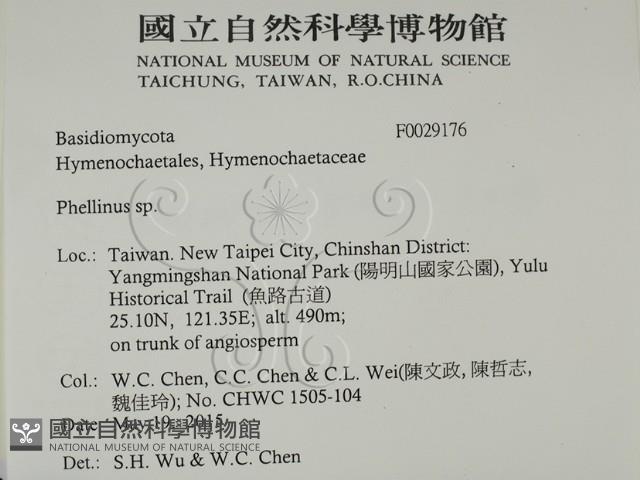 國立自然科學博物館
NATIONAL MUSEUM OF NATURAL SCIENCE
TAICHUNG, TAIWAN, R.O.CHINA
Basidiomycota F0029176
Hymenochaetales, Hymenochaetaceae
Phellinus sp.
Loc.: Taiwan. New Taipei City, Chinshan District:
Yangmingshan National Park (陽明山國家公園), Yulu
Historical Trail (魚路古道)
25.10N, 121.35E; alt. 490m;
on trunk of angiosperm
Col.: W.C. Chen, C.C. Chen & C.L. Wei(陳文政, 陳哲志,
魏佳玲); No. CHWC 1505-104
Date: May 19, 2015
國立自然科學博物館
NATIONAL MUSEUM OF NATURAL SCIENCE
Det.: S.H. Wu & W.C. Chen